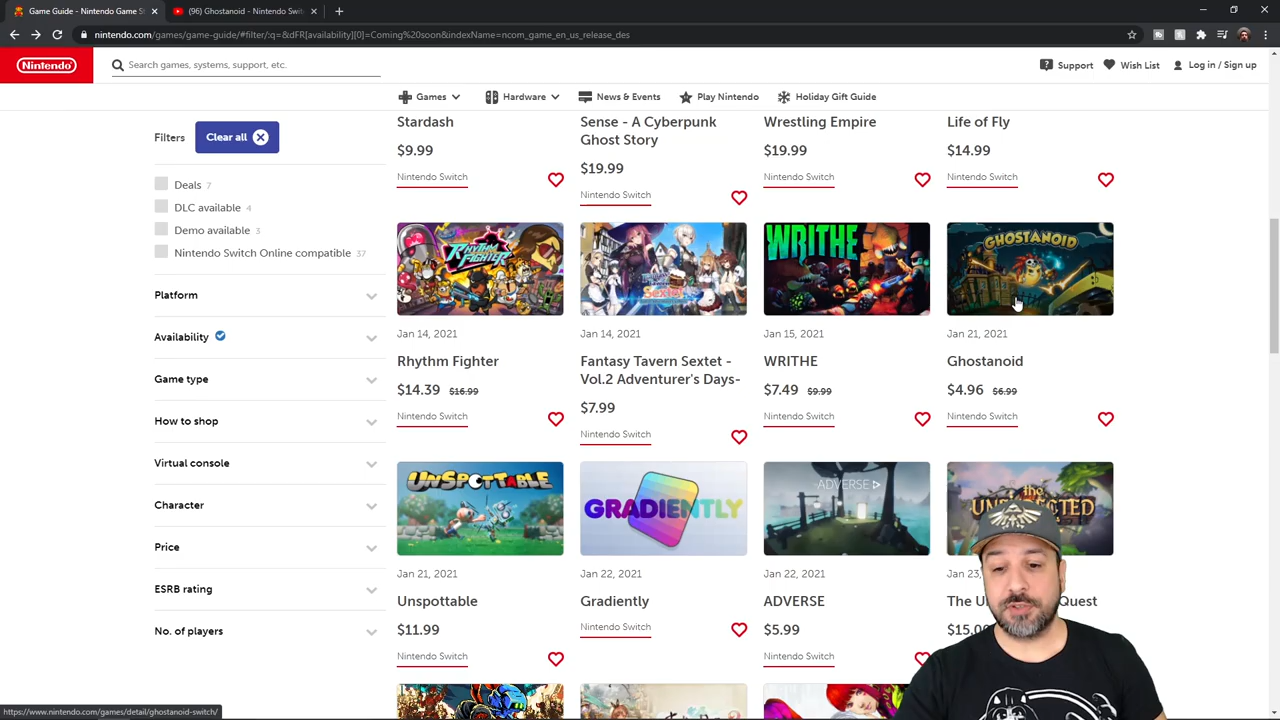 Game Guide - Nintendo Game St
(96) Ghostanoid - Nintendo Swit
nintendo.com/games/game-guide/#filter/:q=&dFR[availability][0]=Coming%20soon&indexName=ncom_game_en_us_release_des
Nintendo
Search games, systems, support, etc.
Support
Wish List
Log in / Sign up
Games
Hardware
News & Events
Play Nintendo
Holiday Gift Guide
Filters
Clear all
Deals 7
DLC available 4
Demo available 3
Nintendo Switch Online compatible 37
Platform
Availability
Game type
How to shop
Virtual console
Character
Price
ESRB rating
No. of players
Stardash
$9.99
Nintendo Switch
Sense - A Cyberpunk
Ghost Story
$19.99
Nintendo Switch
Wrestling Empire
$19.99
Nintendo Switch
Life of Fly
$14.99
Nintendo Switch
RHYTHM
FIGHTER
Jan 14, 2021
Rhythm Fighter
$14.39 $16.99
Nintendo Switch
Sextet
Jan 14, 2021
Fantasy Tavern Sextet -
Vol.2 Adventurer's Days-
$7.99
Nintendo Switch
WRITHE
Jan 15, 2021
WRITHE
$7.49 $9.99
Nintendo Switch
GHOSTANOID
Jan 21, 2021
Ghostanoid
$4.96 $6.99
Nintendo Switch
UNSPOTTABLE
Jan 21, 2021
Unspottable
$11.99
Nintendo Switch
GRADIENTLY
Jan 22, 2021
Gradiently
Nintendo Switch
-ADVERSE
Jan 22, 2021
ADVERSE
$5.99
Nintendo Switch
the
Jan 23,
The U
Quest
$15.0
https://www.nintendo.com/games/detail/ghostanoid-switch/